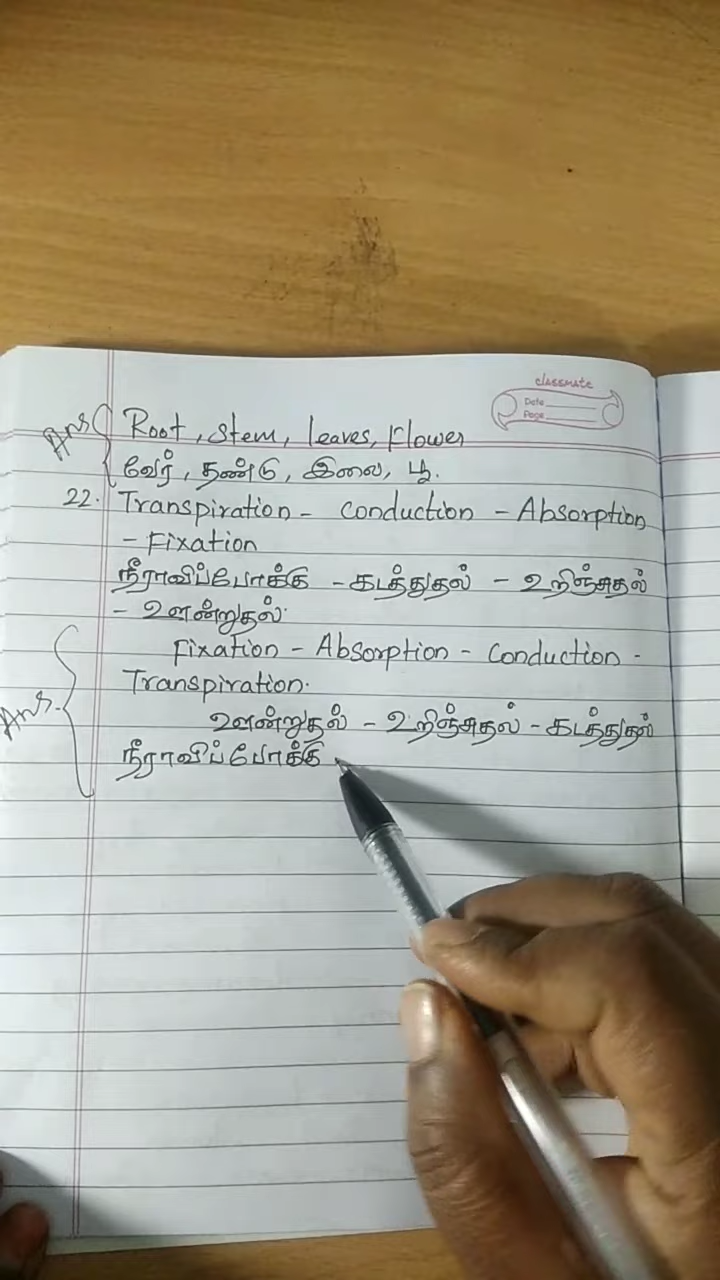 classmate
Date
Page
Ans Root, Stem, leaves, Flower
வேர், தண்டு, இலை, பூ.
22. Transpiration - Conduction - Absorption
- Fixation
நீராவிப்போக்கு - கடத்துதல் - உறிஞ்சுதல்
- ஊன்றுதல்.
Fixation - Absorption - Conduction -
Ans. Transpiration.
ஊன்றுதல் - உறிஞ்சுதல் - கடத்துதல்
நீராவிப்போக்கு